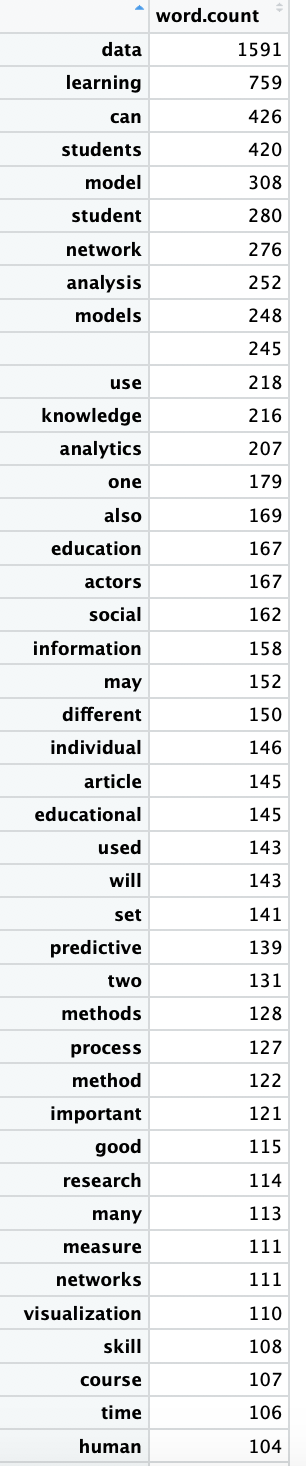 word.count
data 1591
learning 759
can 426
students 420
model 308
student 280
network 276
analysis 252
models 248
245
use 218
knowledge 216
analytics 207
one 179
also 169
education 167
actors 167
social 162
information 158
may 152
different 150
individual 146
article 145
educational 145
used 143
will 143
set 141
predictive 139
two 131
methods 128
process 127
method 122
important 121
good 115
research 114
many 113
measure 111
networks 111
visualization 110
skill 108
course 107
time 106
human 104